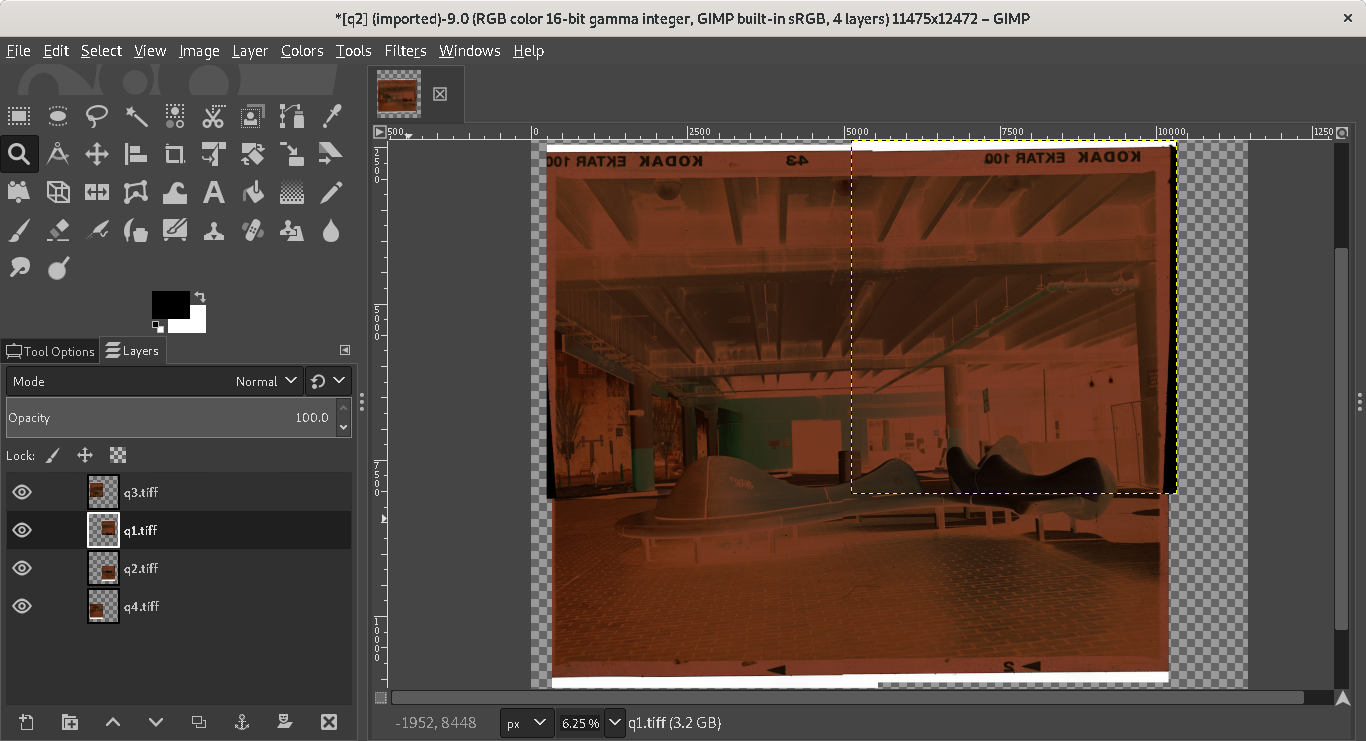 *[q2] (imported)-9.0 (RGB color 16-bit gamma integer, GIMP built-in sRGB, 4 layers) 11475x12472 – GIMP
File Edit Select View Image Layer Colors Tools Filters Windows Help
500 0 2500 5000 7500 10000 1250
2500
5000
7500
10000
KODAK EKTAR 100 43 KODAK EKTAR 100
Tool Options Layers
Mode Normal
Opacity 100.0
Lock:
q3.tiff
q1.tiff
q2.tiff
q4.tiff
2
-1952, 8448 px 6.25 % q1.tiff (3.2 GB)